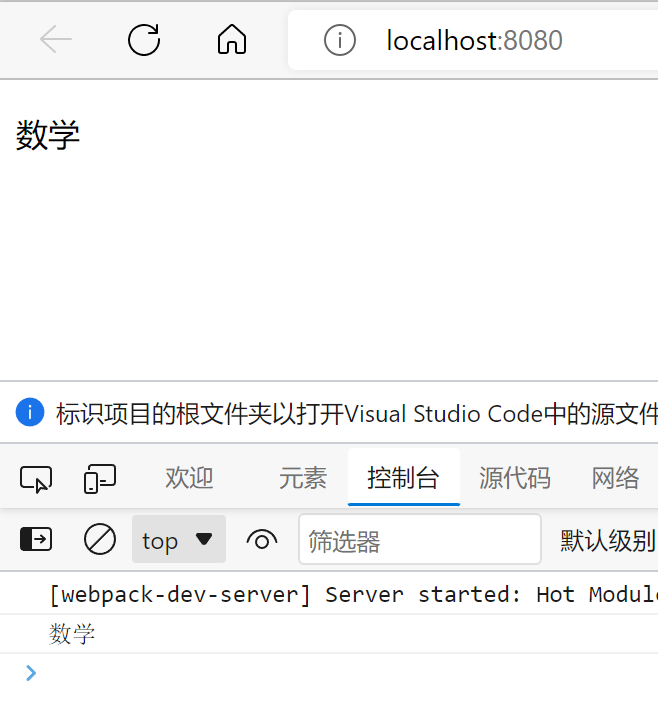 localhost:8080
数学
标识项目的根文件夹以打开Visual Studio Code中的源文件
欢迎 元素 控制台 源代码 网络
top 筛选器 默认级别
[webpack-dev-server] Server started: Hot Modul
数学